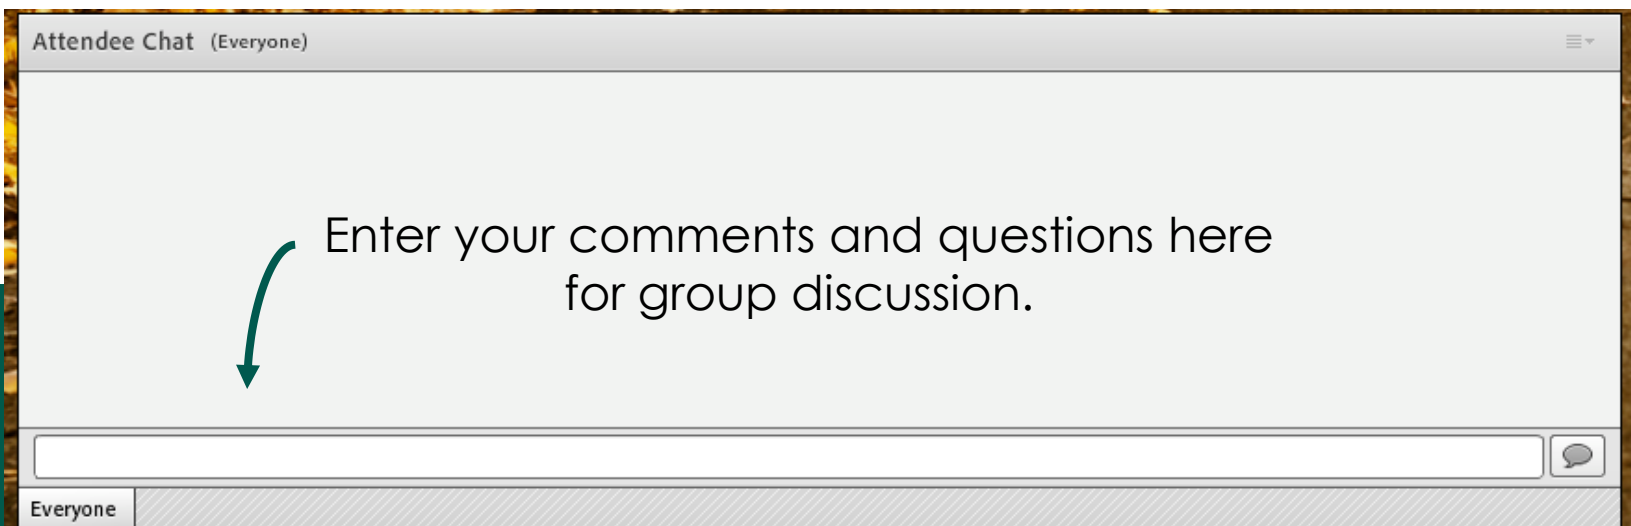 Attendee Chat (Everyone)
Enter your comments and questions here
for group discussion.
Everyone